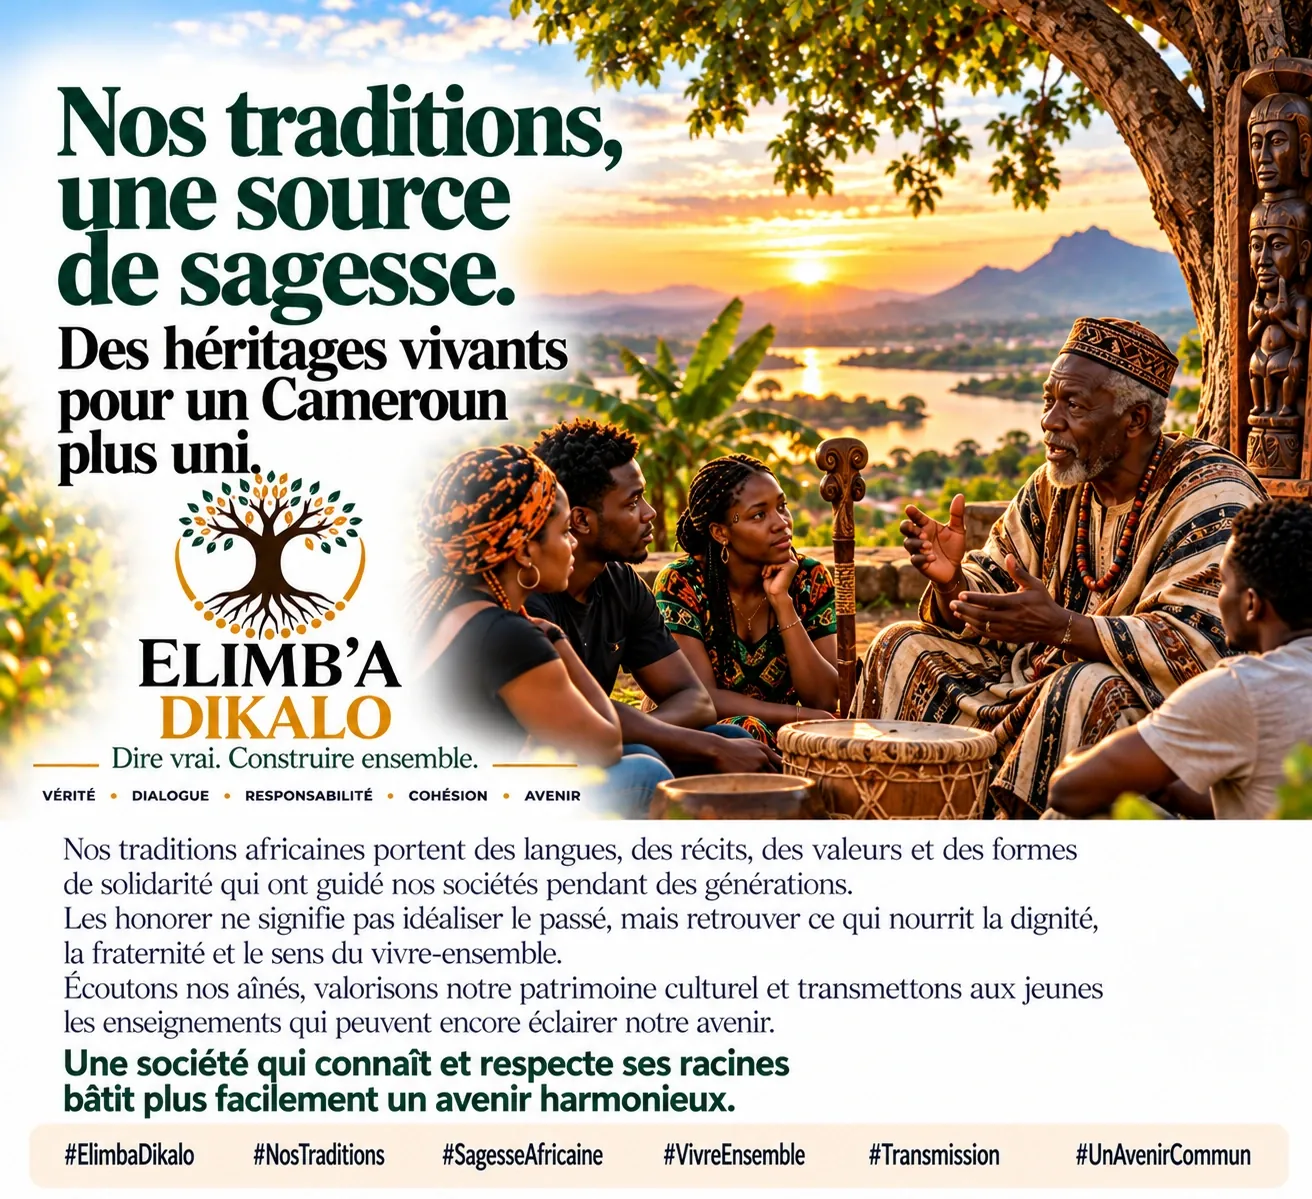 Nos traditions,
une source
de sagesse.
Des héritages vivants
pour un Cameroun
plus uni.
ELIMB’A
DIKALO
Dire vrai. Construire ensemble.
VÉRITÉ • DIALOGUE • RESPONSABILITÉ • COHÉSION • AVENIR
Nos traditions africaines portent des langues, des récits, des valeurs et des formes
de solidarité qui ont guidé nos sociétés pendant des générations.
Les honorer ne signifie pas idéaliser le passé, mais retrouver ce qui nourrit la dignité,
la fraternité et le sens du vivre-ensemble.
Écoutons nos aînés, valorisons notre patrimoine culturel et transmettons aux jeunes
les enseignements qui peuvent encore éclairer notre avenir.
Une société qui connaît et respecte ses racines
bâtit plus facilement un avenir harmonieux.
#ElimbaDikalo #NosTraditions #SagesseAfricaine #VivreEnsemble #Transmission #UnAvenirCommun